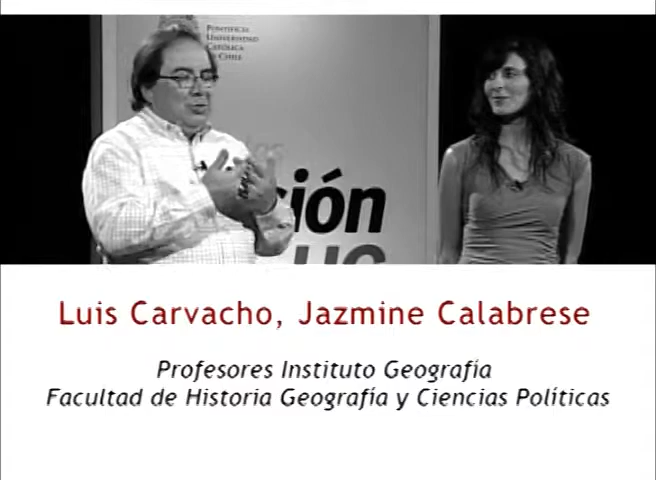 PONTIFICIA
UNIVERSIDAD
CATÓLICA
DE CHILE
ción
UC
Luis Carvacho, Jazmine Calabrese
Profesores Instituto Geografía
Facultad de Historia Geografía y Ciencias Políticas